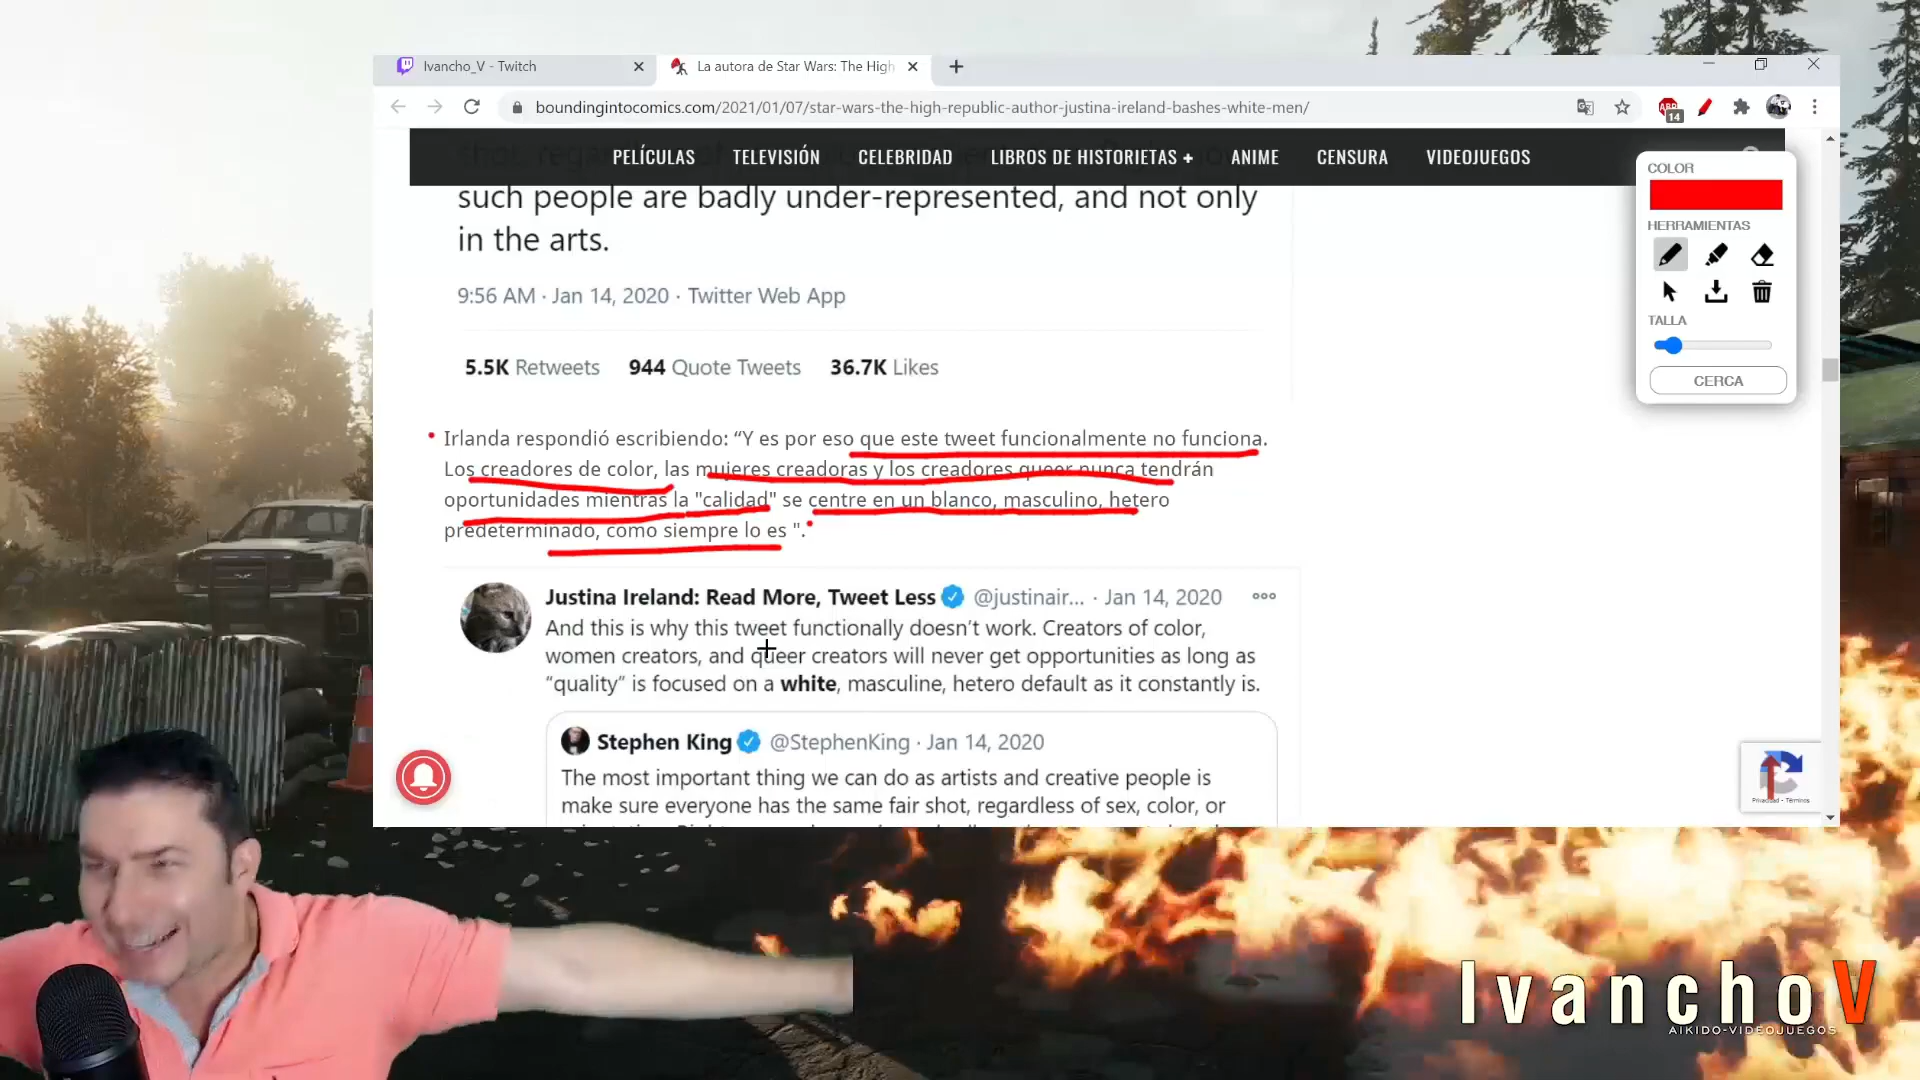 Ivancho_V - Twitch
La autora de Star Wars: The High
boundingintocomics.com/2021/01/07/star-wars-the-high-republic-author-justina-ireland-bashes-white-men/
14
PELÍCULAS TELEVISIÓN CELEBRIDAD LIBROS DE HISTORIETAS + ANIME CENSURA VIDEOJUEGOS
such people are badly under-represented, and not only
in the arts.
9:56 AM · Jan 14, 2020 · Twitter Web App
5.5K Retweets 944 Quote Tweets 36.7K Likes
Irlanda respondió escribiendo: “Y es por eso que este tweet funcionalmente no funciona.
Los creadores de color, las mujeres creadoras y los creadores queer nunca tendrán
oportunidades mientras la "calidad" se centre en un blanco, masculino, hetero
predeterminado, como siempre lo es ".
Justina Ireland: Read More, Tweet Less @justinair... · Jan 14, 2020
And this is why this tweet functionally doesn't work. Creators of color,
women creators, and queer creators will never get opportunities as long as
“quality” is focused on a white, masculine, hetero default as it constantly is.
Stephen King @StephenKing · Jan 14, 2020
The most important thing we can do as artists and creative people is
make sure everyone has the same fair shot, regardless of sex, color, or
COLOR
HERRAMIENTAS
TALLA
CERCA
Privacidad - Términos
IvanchoV
AIKIDO-VIDEOJUEGOS